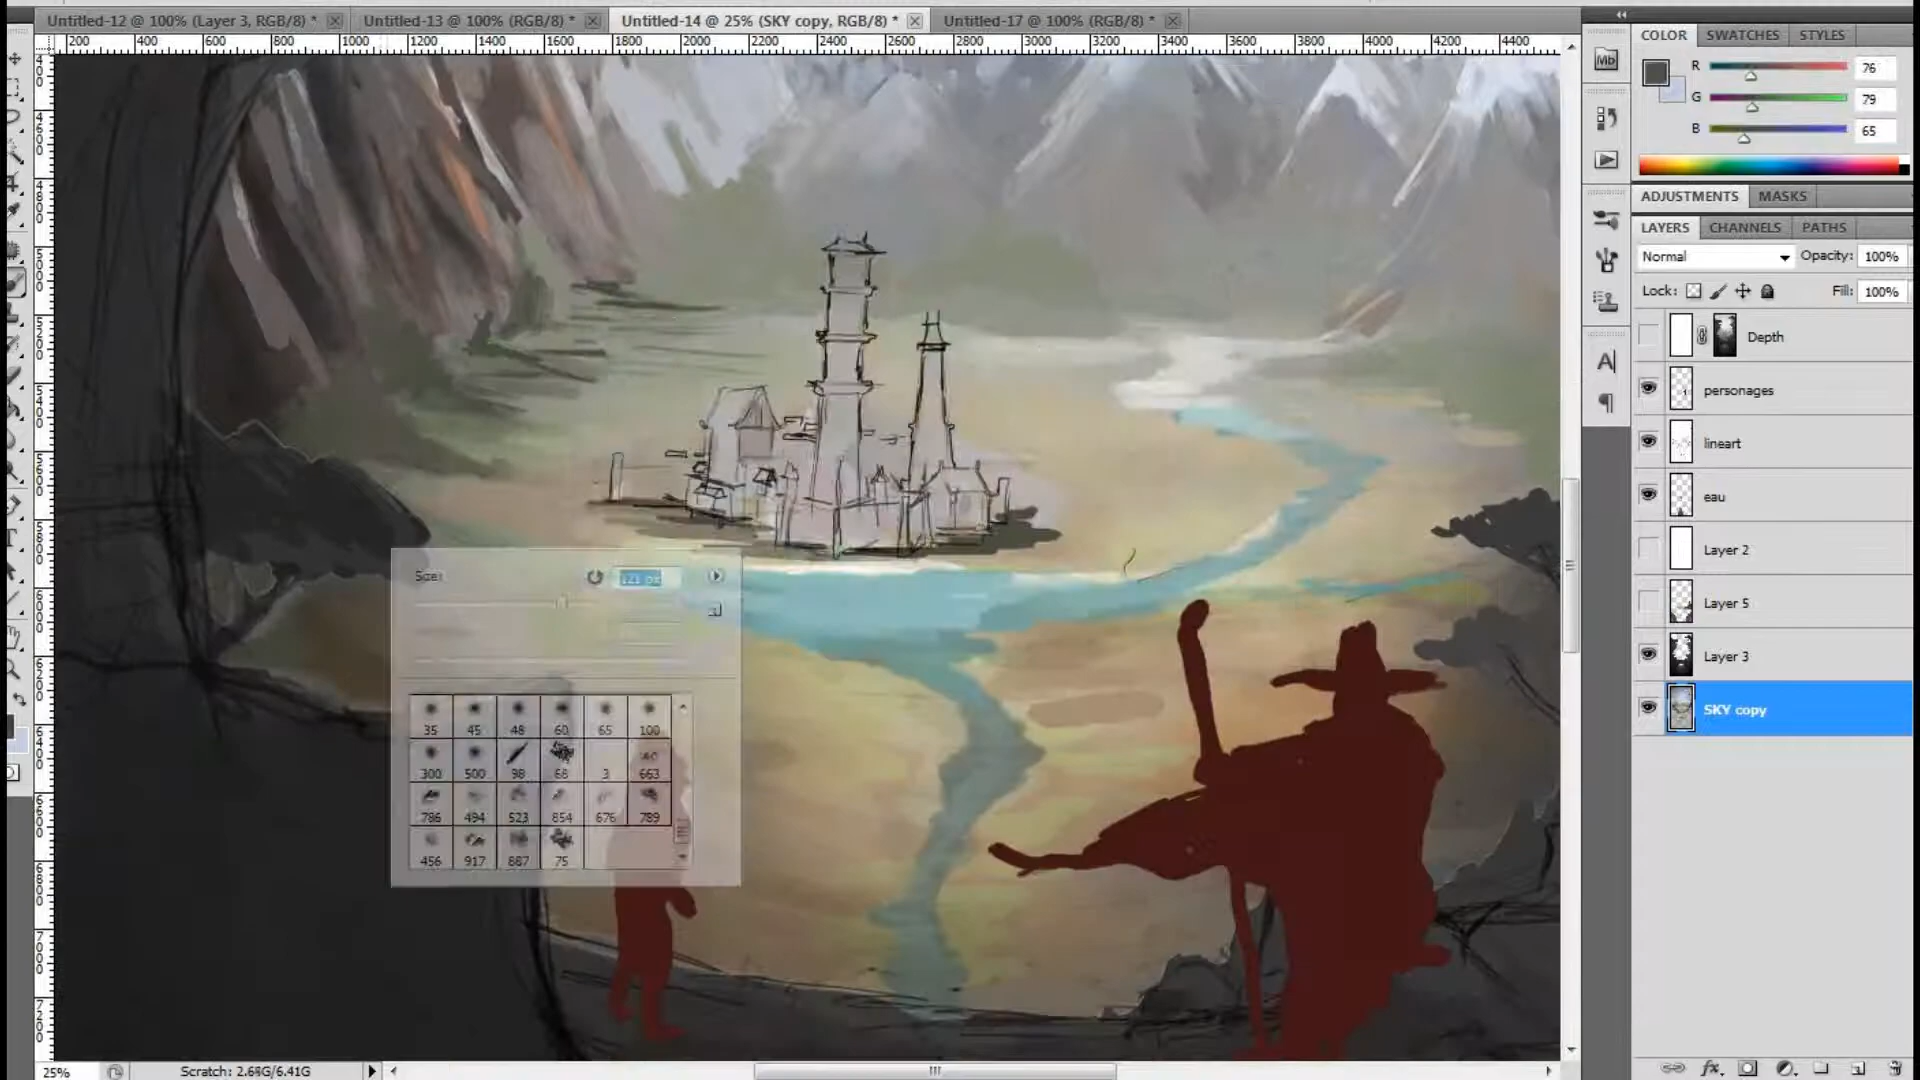 Untitled-12 @ 100% (Layer 3, RGB/8) *
Untitled-13 @ 100% (RGB/8) *
Untitled-14 @ 25% (SKY copy, RGB/8) *
Untitled-17 @ 100% (RGB/8) *
200 400 600 800 1000 1200 1400 1600 1800 2000 2200 2400 2600 2800 3000 3200 3400 3600 3800 4000 4200 4400
COLOR SWATCHES STYLES
R 76
G 79
B 65
Mb
ADJUSTMENTS MASKS
LAYERS CHANNELS PATHS
Normal Opacity: 100%
Lock: Fill: 100%
Depth
personages
lineart
eau
Layer 2
Layer 5
Layer 3
SKY copy
Size: 121 px
35 45 48 60 65 100
300 500 98 68 3 663
786 494 523 854 676 789
456 917 887 75
25% Scratch: 2.69G/6.41G